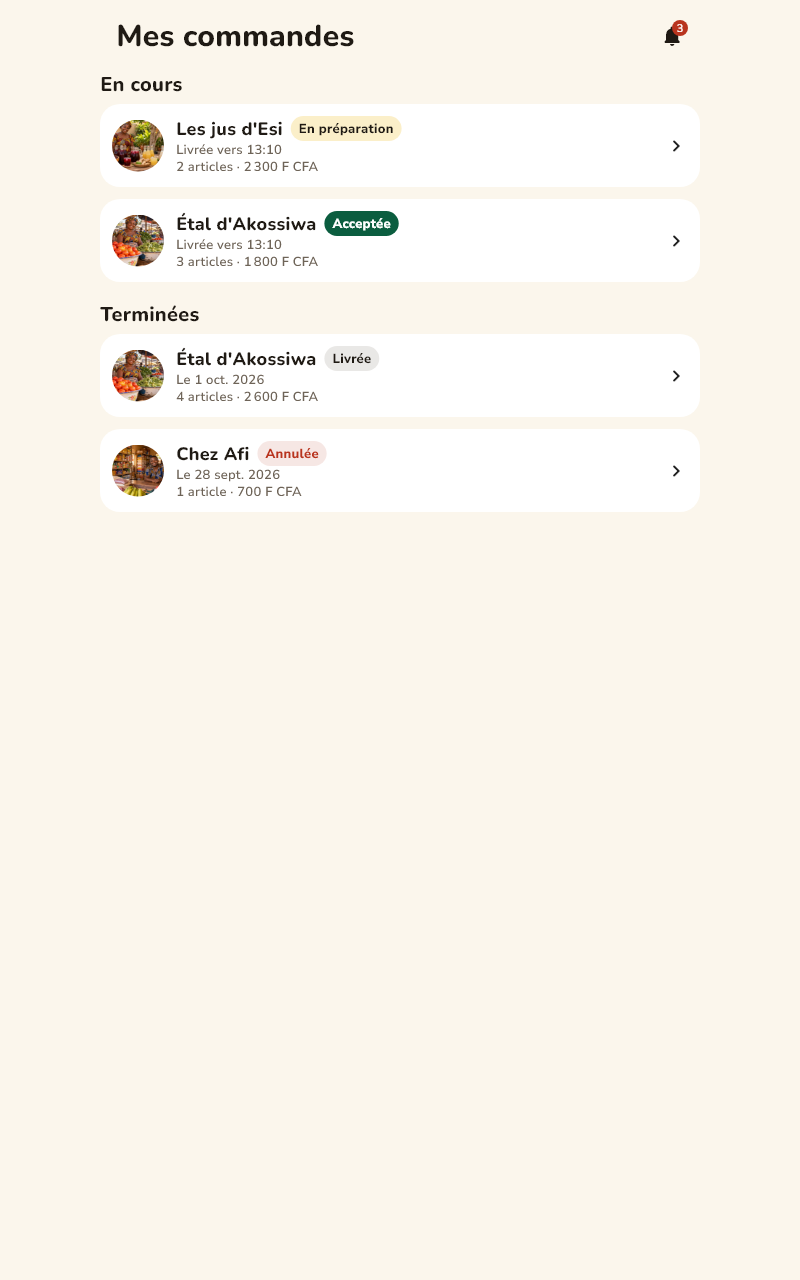 Mes commandes
3
En cours
Les jus d'Esi En préparation
Livrée vers 13:10
2 articles · 2 300 F CFA
Étal d'Akossiwa Acceptée
Livrée vers 13:10
3 articles · 1 800 F CFA
Terminées
Étal d'Akossiwa Livrée
Le 1 oct. 2026
4 articles · 2 600 F CFA
Chez Afi Annulée
Le 28 sept. 2026
1 article · 700 F CFA